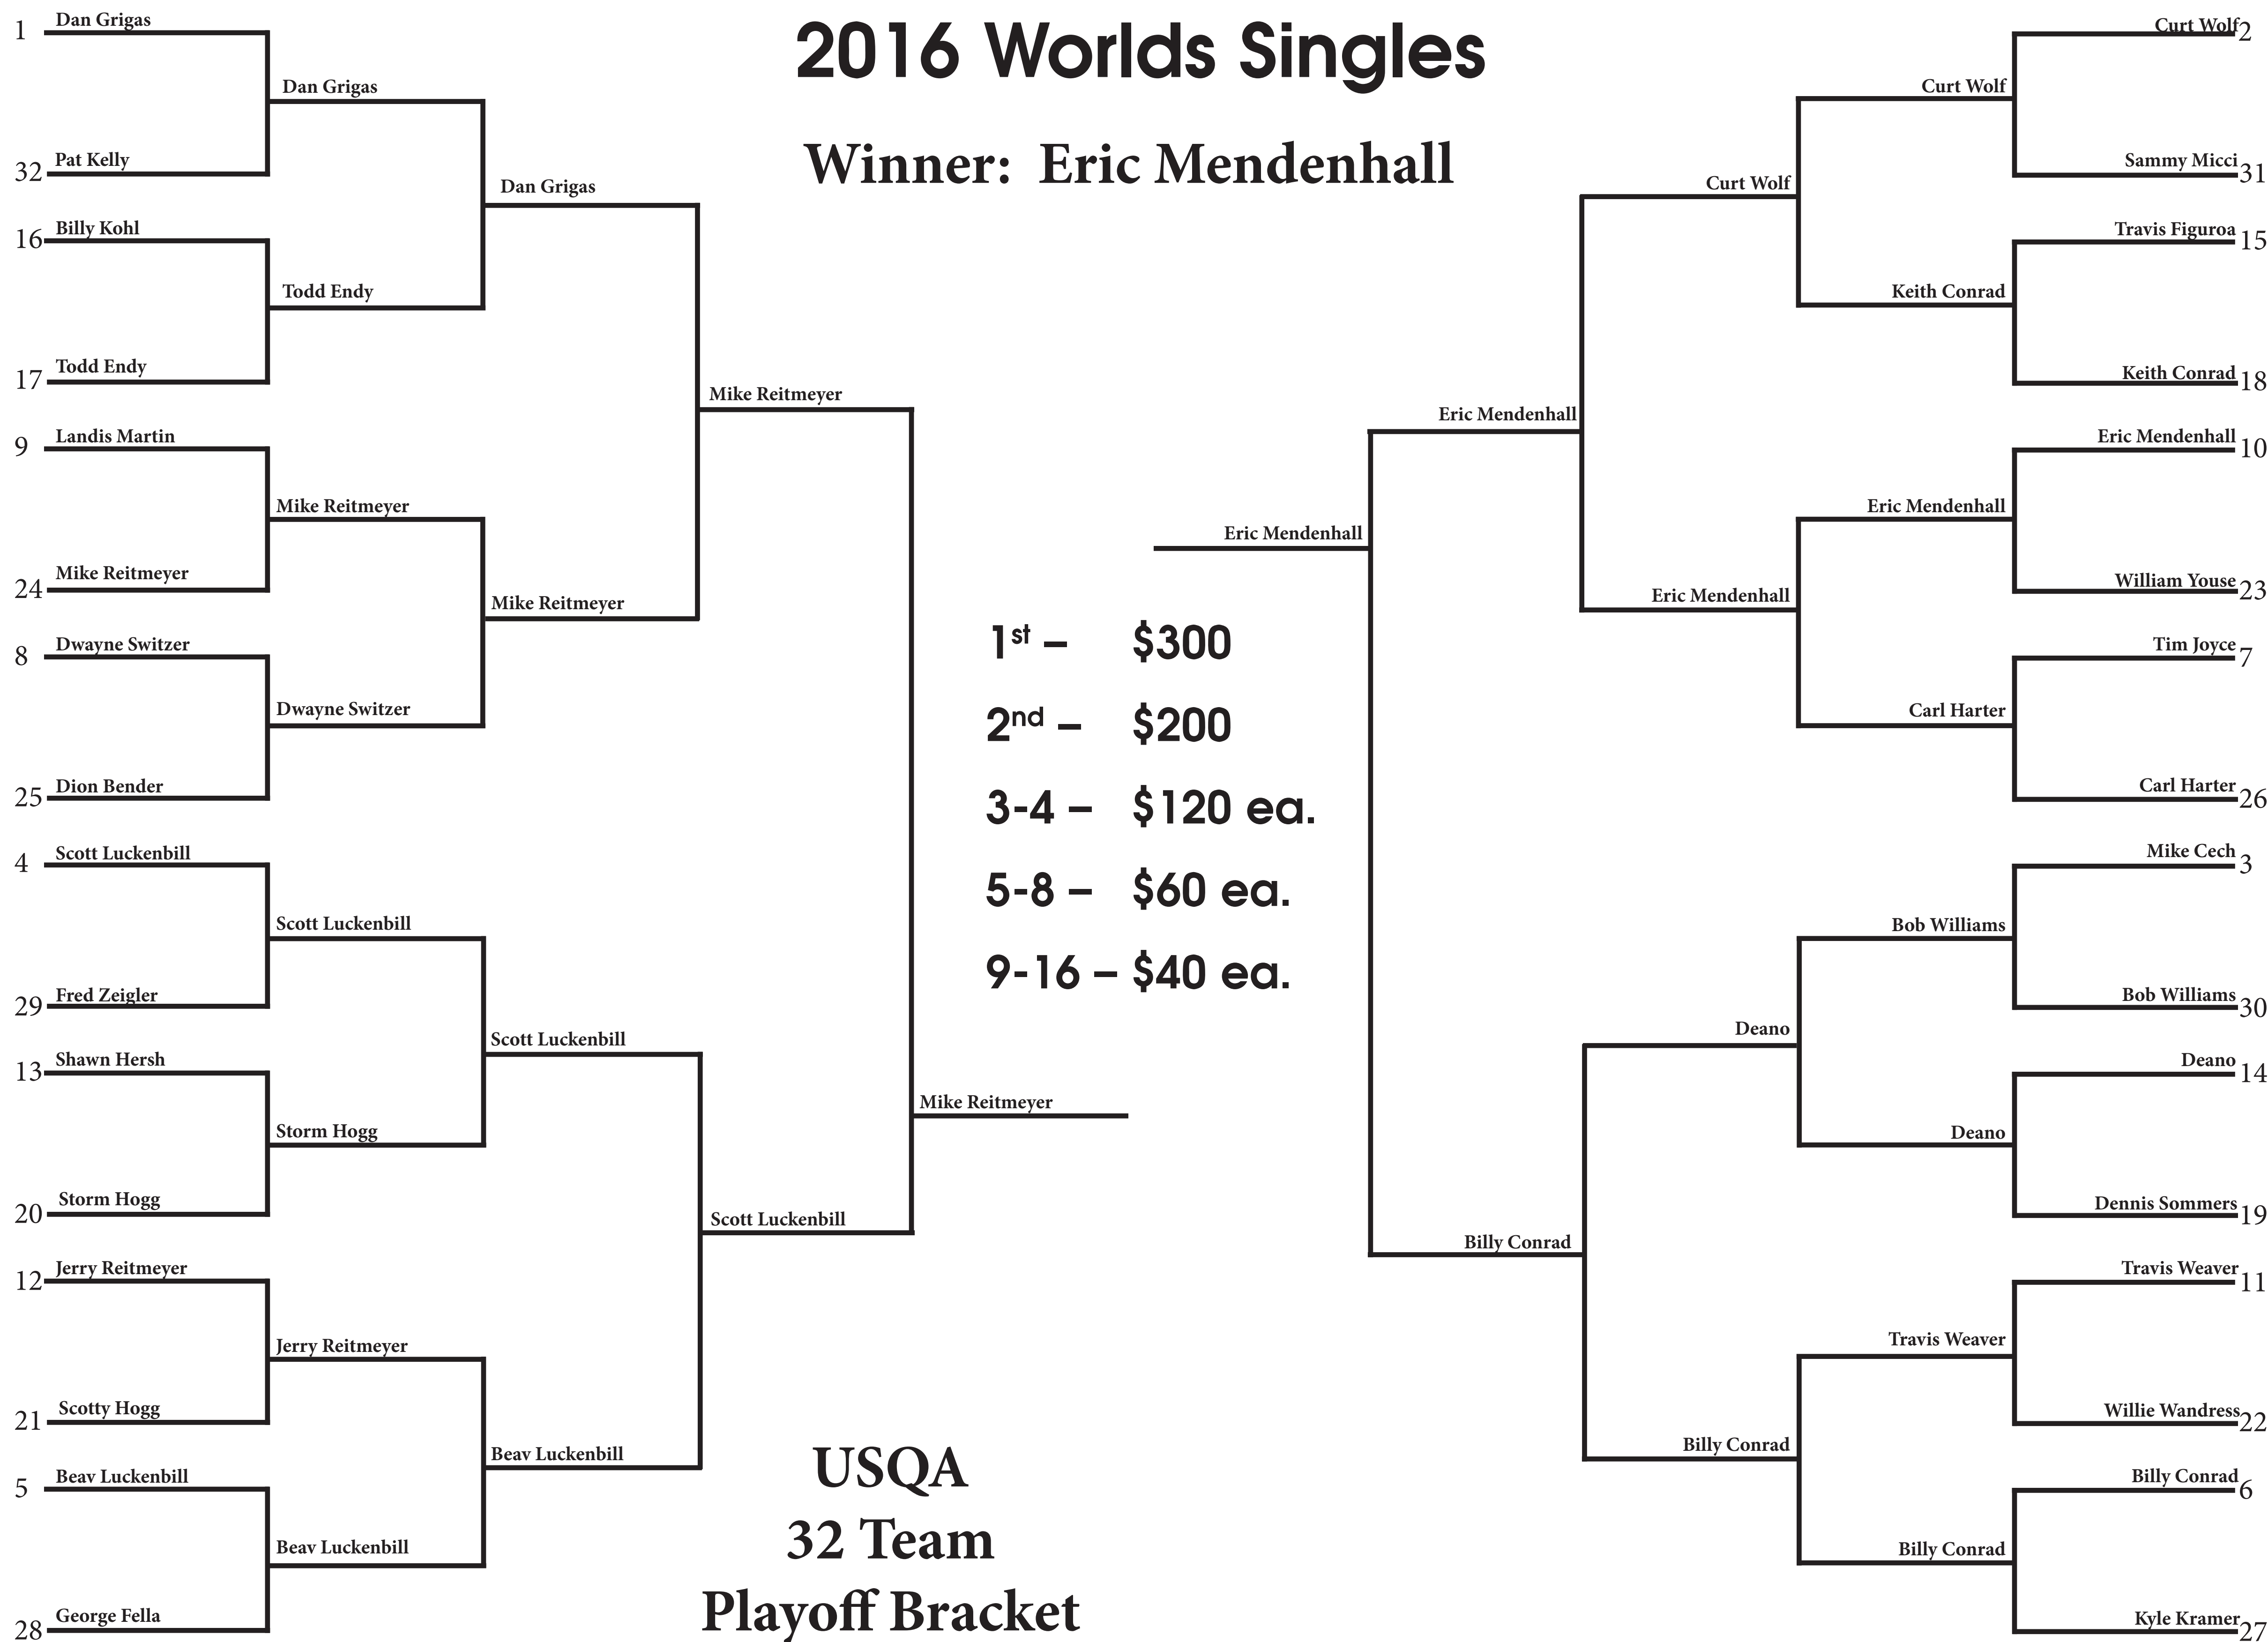 2016 Worlds Singles
Winner: Eric Mendenhall
1 Dan Grigas
32 Pat Kelly
16 Billy Kohl
17 Todd Endy
9 Landis Martin
24 Mike Reitmeyer
8 Dwayne Switzer
25 Dion Bender
4 Scott Luckenbill
29 Fred Zeigler
13 Shawn Hersh
20 Storm Hogg
12 Jerry Reitmeyer
21 Scotty Hogg
5 Beav Luckenbill
28 George Fella
Dan Grigas
Todd Endy
Mike Reitmeyer
Dwayne Switzer
Scott Luckenbill
Storm Hogg
Jerry Reitmeyer
Beav Luckenbill
Dan Grigas
Mike Reitmeyer
Scott Luckenbill
Beav Luckenbill
Mike Reitmeyer
Scott Luckenbill
Mike Reitmeyer
1st – $300
2nd – $200
3-4 – $120 ea.
5-8 – $60 ea.
9-16 – $40 ea.
Eric Mendenhall
Eric Mendenhall
Billy Conrad
Curt Wolf
Eric Mendenhall
Deano
Billy Conrad
Curt Wolf
Keith Conrad
Eric Mendenhall
Carl Harter
Bob Williams
Deano
Travis Weaver
Billy Conrad
Curt Wolf 2
Sammy Micci 31
Travis Figuroa 15
Keith Conrad 18
Eric Mendenhall 10
William Youse 23
Tim Joyce 7
Carl Harter 26
Mike Cech 3
Bob Williams 30
Deano 14
Dennis Sommers 19
Travis Weaver 11
Willie Wandress 22
Billy Conrad 6
Kyle Kramer 27
USQA
32 Team
Playoff Bracket